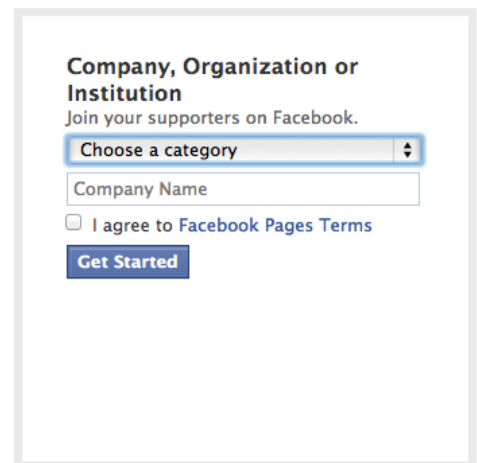 Company, Organization or
Institution
Join your supporters on Facebook.
Choose a category
Company Name
I agree to Facebook Pages Terms
Get Started